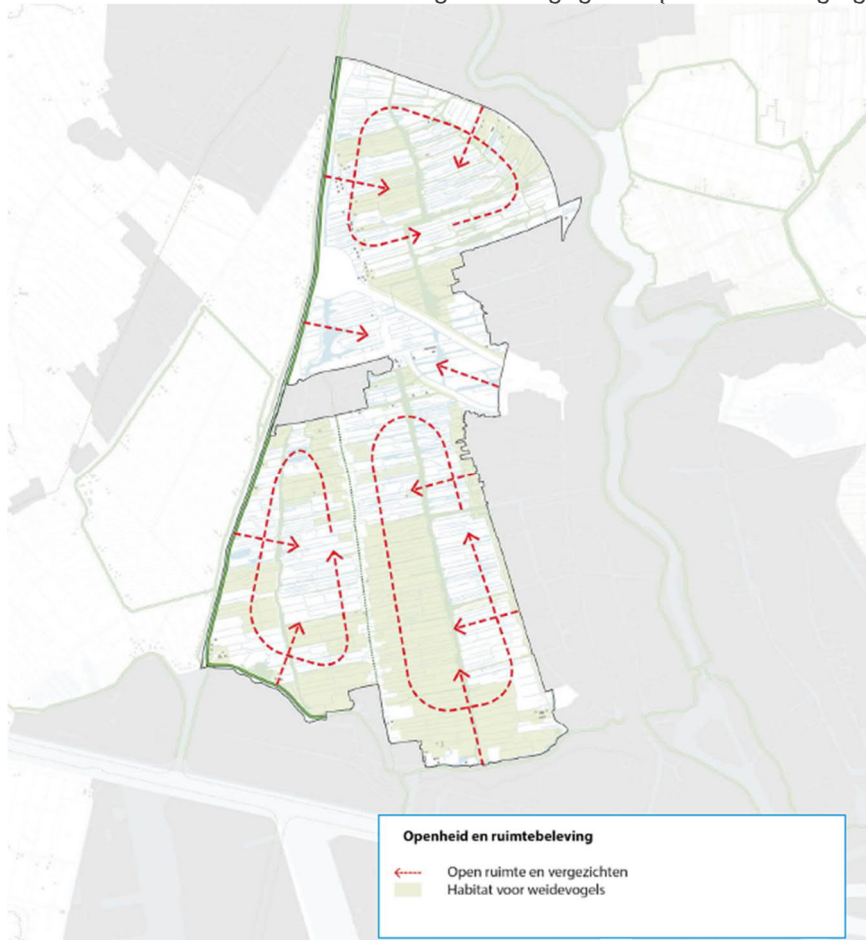 Openheid en ruimtebeleving
Open ruimte en vergezichten
Habitat voor weidevogels